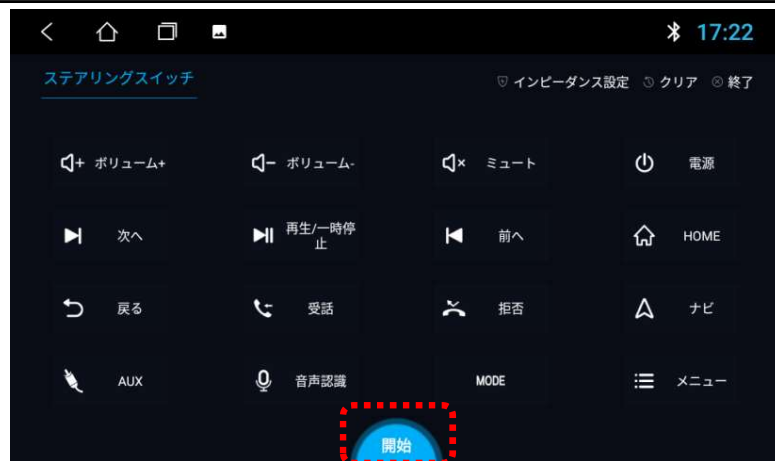 17:22
ステアリングスイッチ
インピーダンス設定 クリア 終了
ボリューム+ ボリューム- ミュート 電源
次へ 再生/一時停
止 前へ HOME
戻る 受話 拒否 ナビ
AUX 音声認識 MODE メニュー
開始